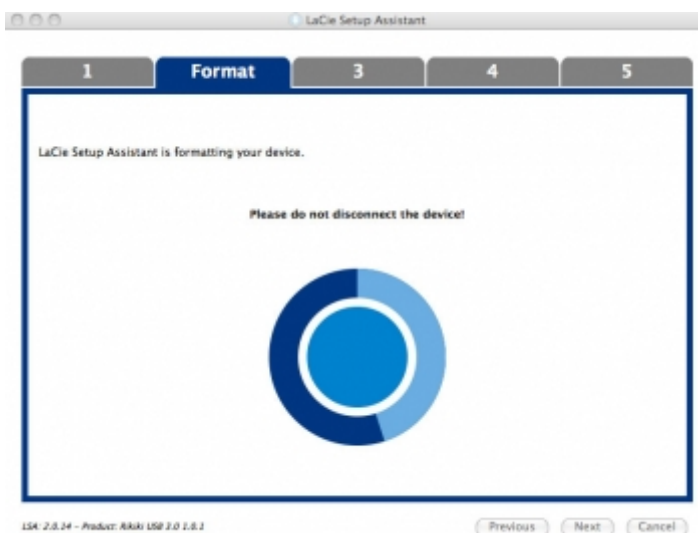 LaCie Setup Assistant
1 Format 3 4 5
LaCie Setup Assistant is formatting your device.
Please do not disconnect the device!
LSA: 2.0.14 - Product: Rikiki USB 3.0 1.0.1
Previous Next Cancel